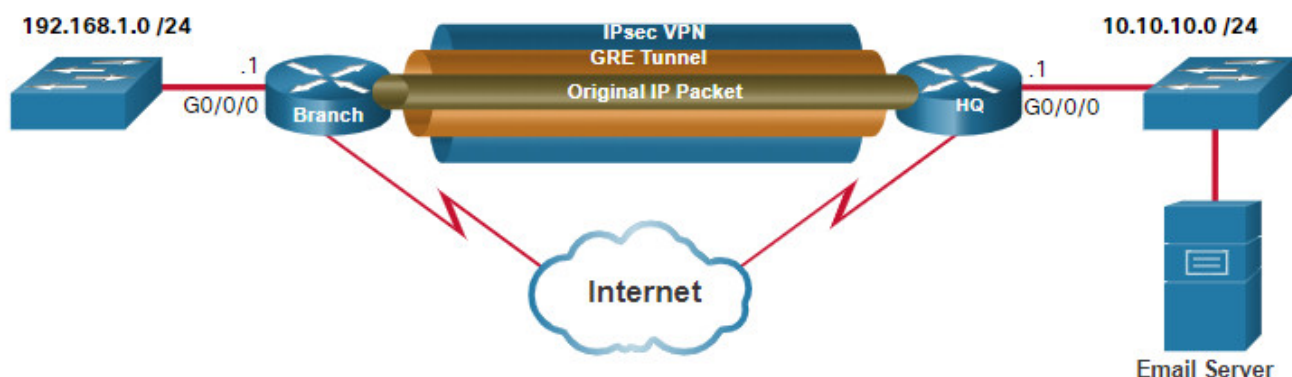 192.168.1.0 /24
IPsec VPN
10.10.10.0 /24
GRE Tunnel
.1
Original IP Packet
.1
G0/0/0
Branch
HQ
G0/0/0
Internet
Email Server